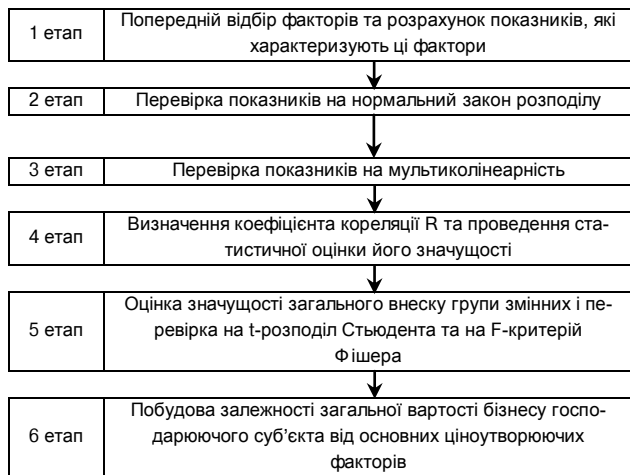 1 етап
Попередній відбір факторів та розрахунок показників, які
характеризують ці фактори
2 етап
Перевірка показників на нормальний закон розподілу
3 етап
Перевірка показників на мультиколінеарність
4 етап
Визначення коефіцієнта кореляції R та проведення ста-
тистичної оцінки його значущості
5 етап
Оцінка значущості загального внеску групи змінних і пе-
ревірка на t-розподіл Стьюдента та на F-критерій
Фішера
6 етап
Побудова залежності загальної вартості бізнесу госпо-
дарюючого суб’єкта від основних ціноутворюючих
факторів